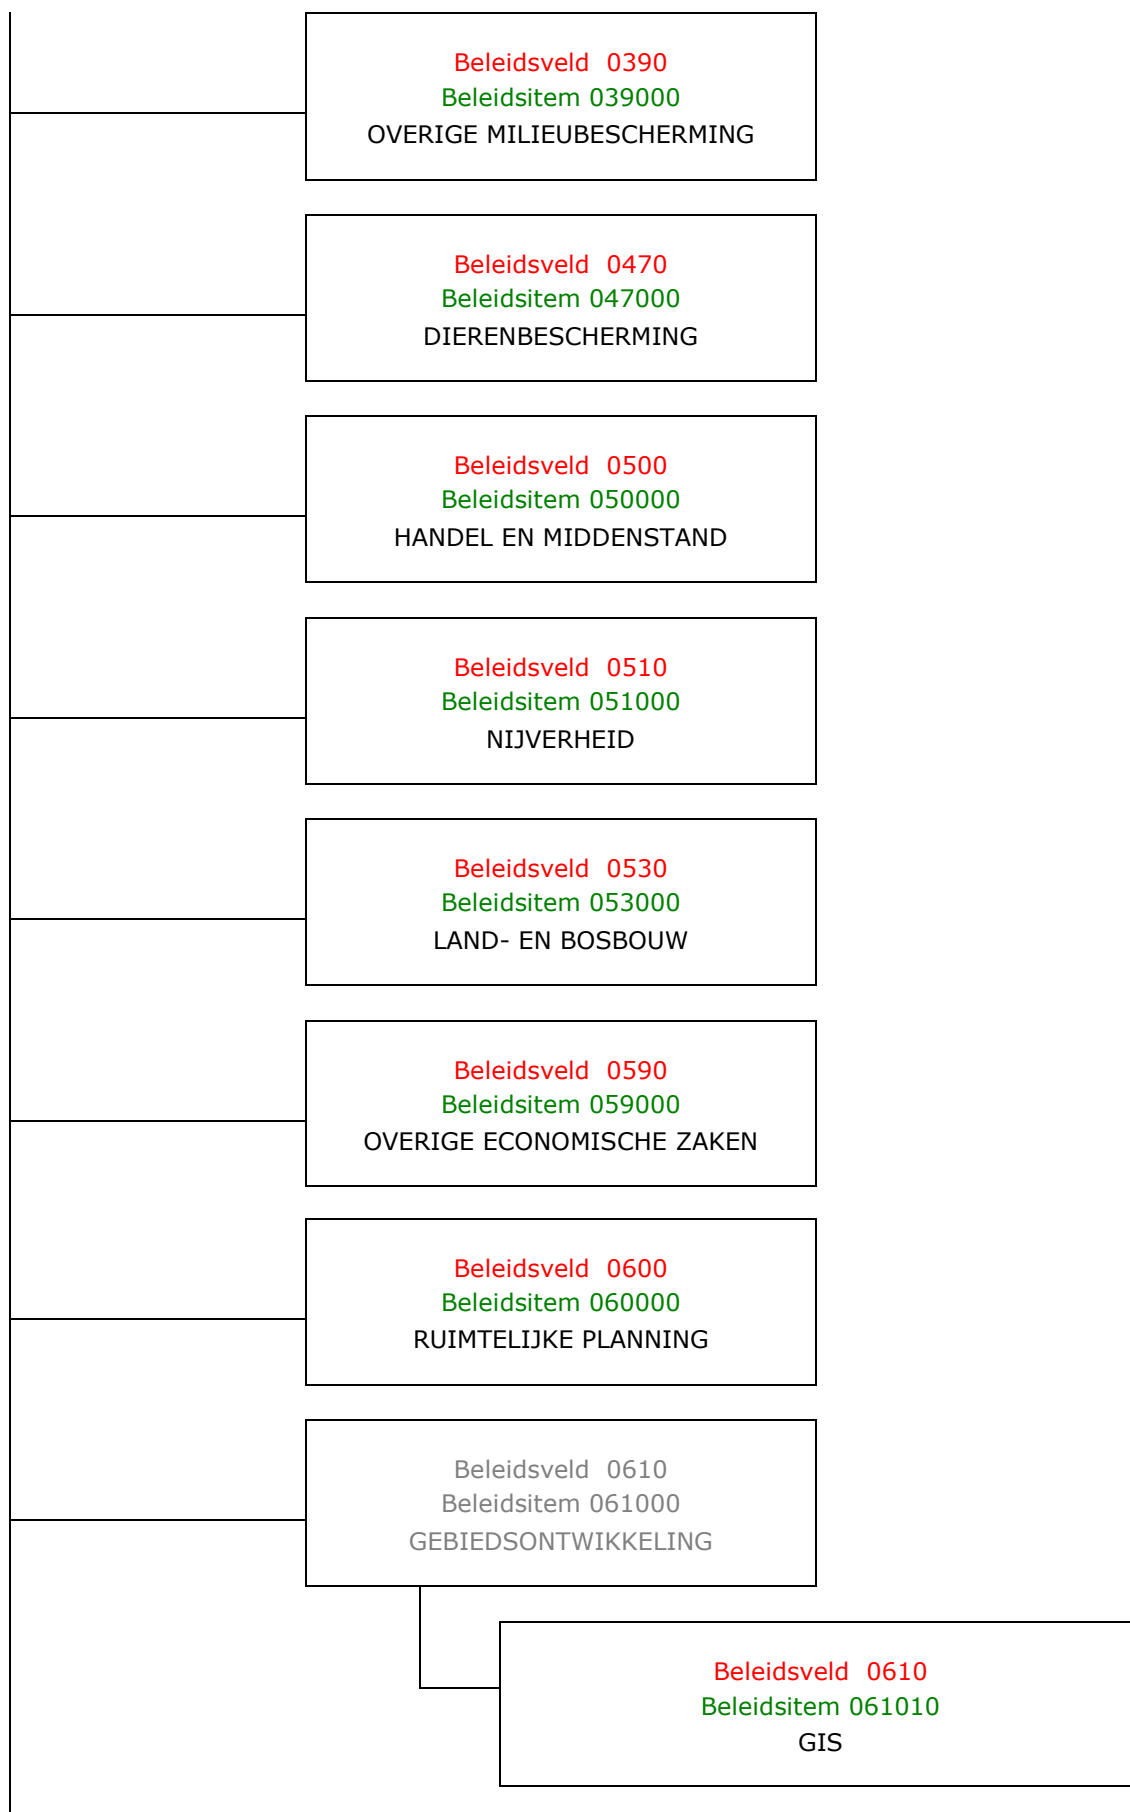 Beleidsveld  0390
Beleidsitem 039000
OVERIGE MILIEUBESCHERMING
Beleidsveld  0470
Beleidsitem 047000
DIERENBESCHERMING
Beleidsveld  0500
Beleidsitem 050000
HANDEL EN MIDDENSTAND
Beleidsveld  0510
Beleidsitem 051000
NIJVERHEID
Beleidsveld  0530
Beleidsitem 053000
LAND- EN BOSBOUW
Beleidsveld  0590
Beleidsitem 059000
OVERIGE ECONOMISCHE ZAKEN
Beleidsveld  0600
Beleidsitem 060000
RUIMTELIJKE PLANNING
Beleidsveld  0610
Beleidsitem 061000
GEBIEDSONTWIKKELING
Beleidsveld  0610
Beleidsitem 061010
GIS